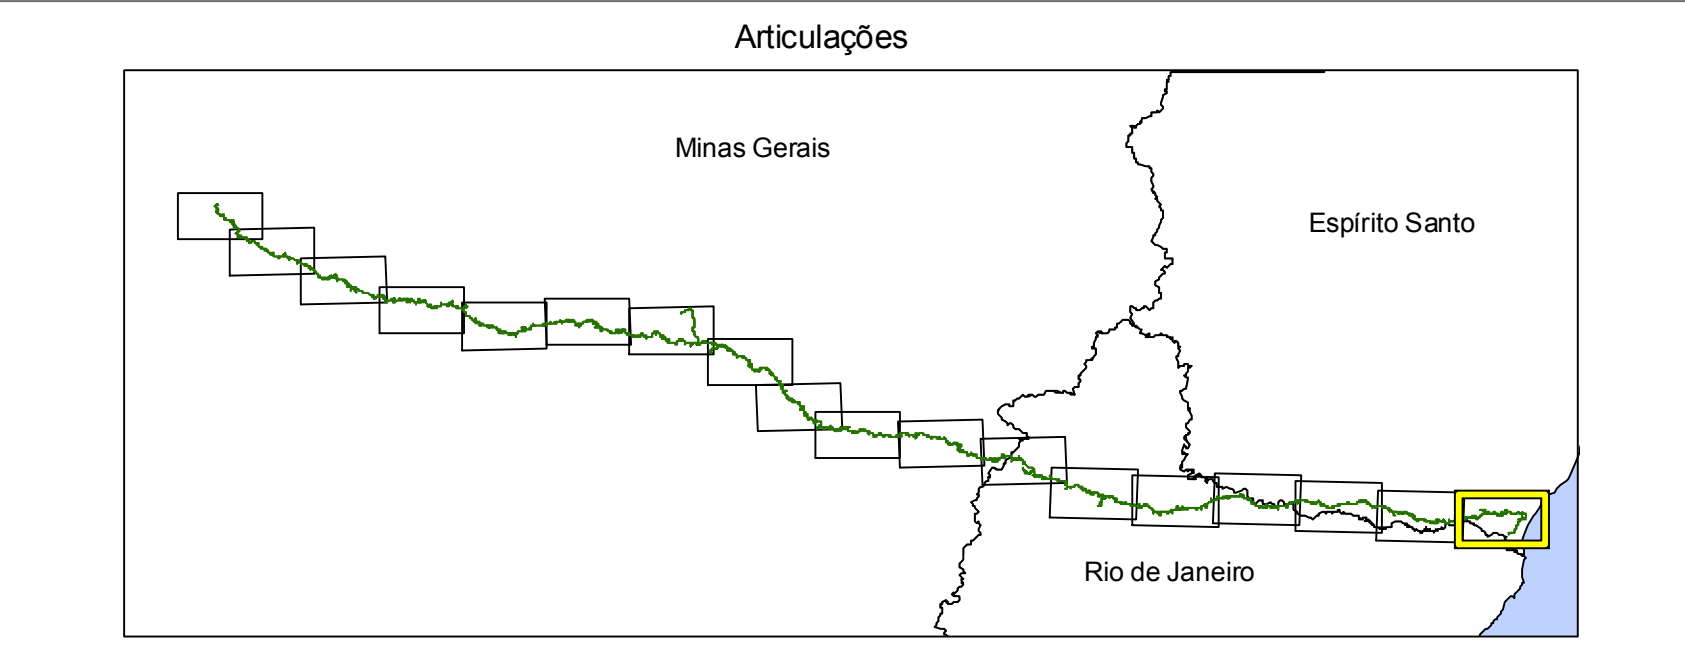 Articulações
Minas Gerais
Espírito Santo
Rio de Janeiro